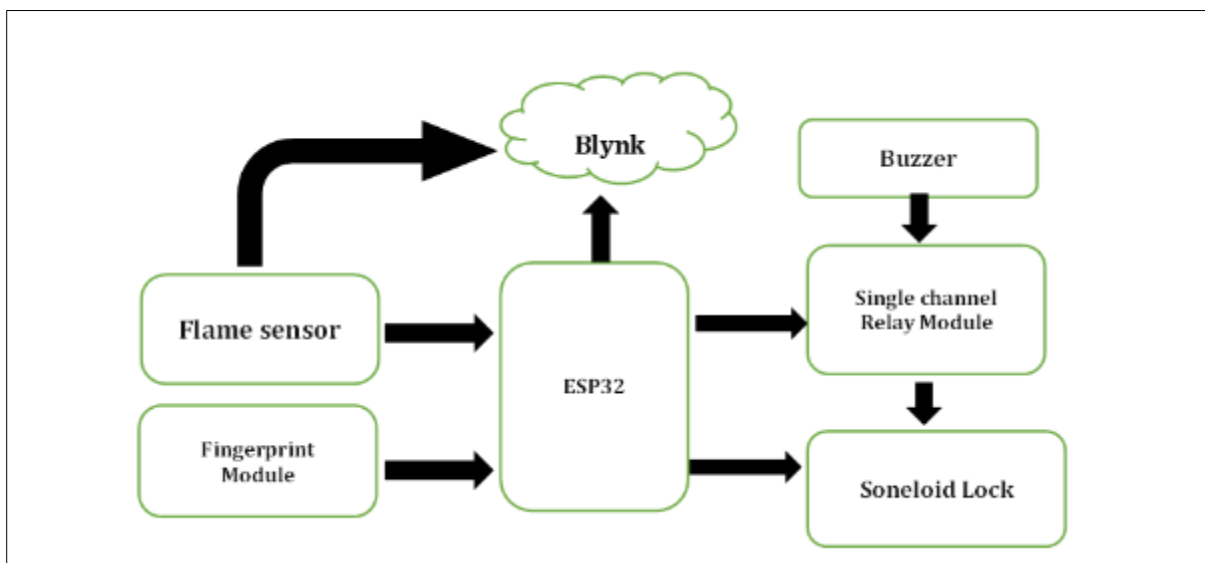 Blynk
Buzzer
Flame sensor
ESP32
Single channel
Relay Module
Fingerprint
Module
Soneloid Lock